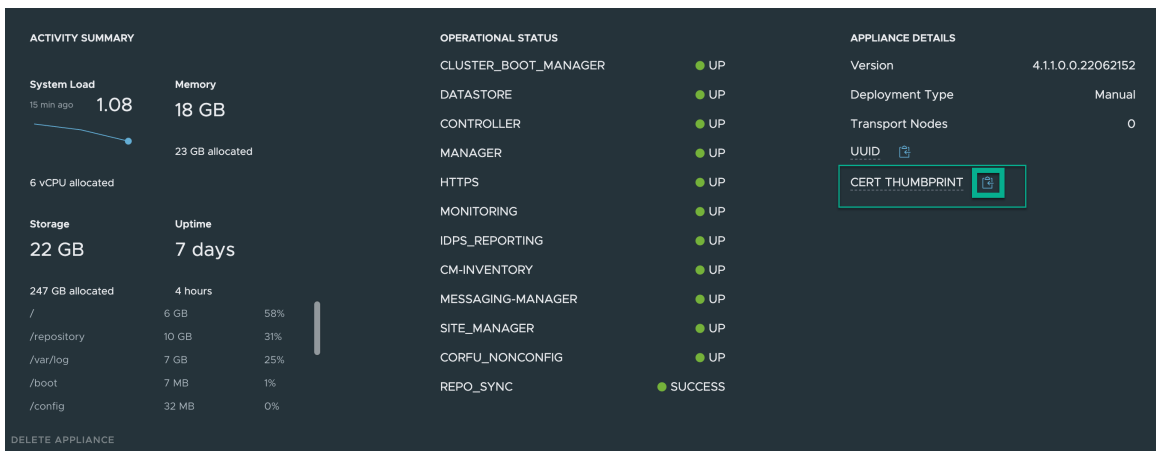 ACTIVITY SUMMARY
System Load
15 min ago 1.08
6 vCPU allocated
Memory
18 GB
23 GB allocated
Storage
22 GB
247 GB allocated
Uptime
7 days
4 hours
/ 6 GB 58%
/repository 10 GB 31%
/var/log 7 GB 25%
/boot 7 MB 1%
/config 32 MB 0%
DELETE APPLIANCE
OPERATIONAL STATUS
CLUSTER_BOOT_MANAGER UP
DATASTORE UP
CONTROLLER UP
MANAGER UP
HTTPS UP
MONITORING UP
IDPS_REPORTING UP
CM-INVENTORY UP
MESSAGING-MANAGER UP
SITE_MANAGER UP
CORFU_NONCONFIG UP
REPO_SYNC SUCCESS
APPLIANCE DETAILS
Version 4.1.1.0.0.22062152
Deployment Type Manual
Transport Nodes 0
UUID
CERT THUMBPRINT